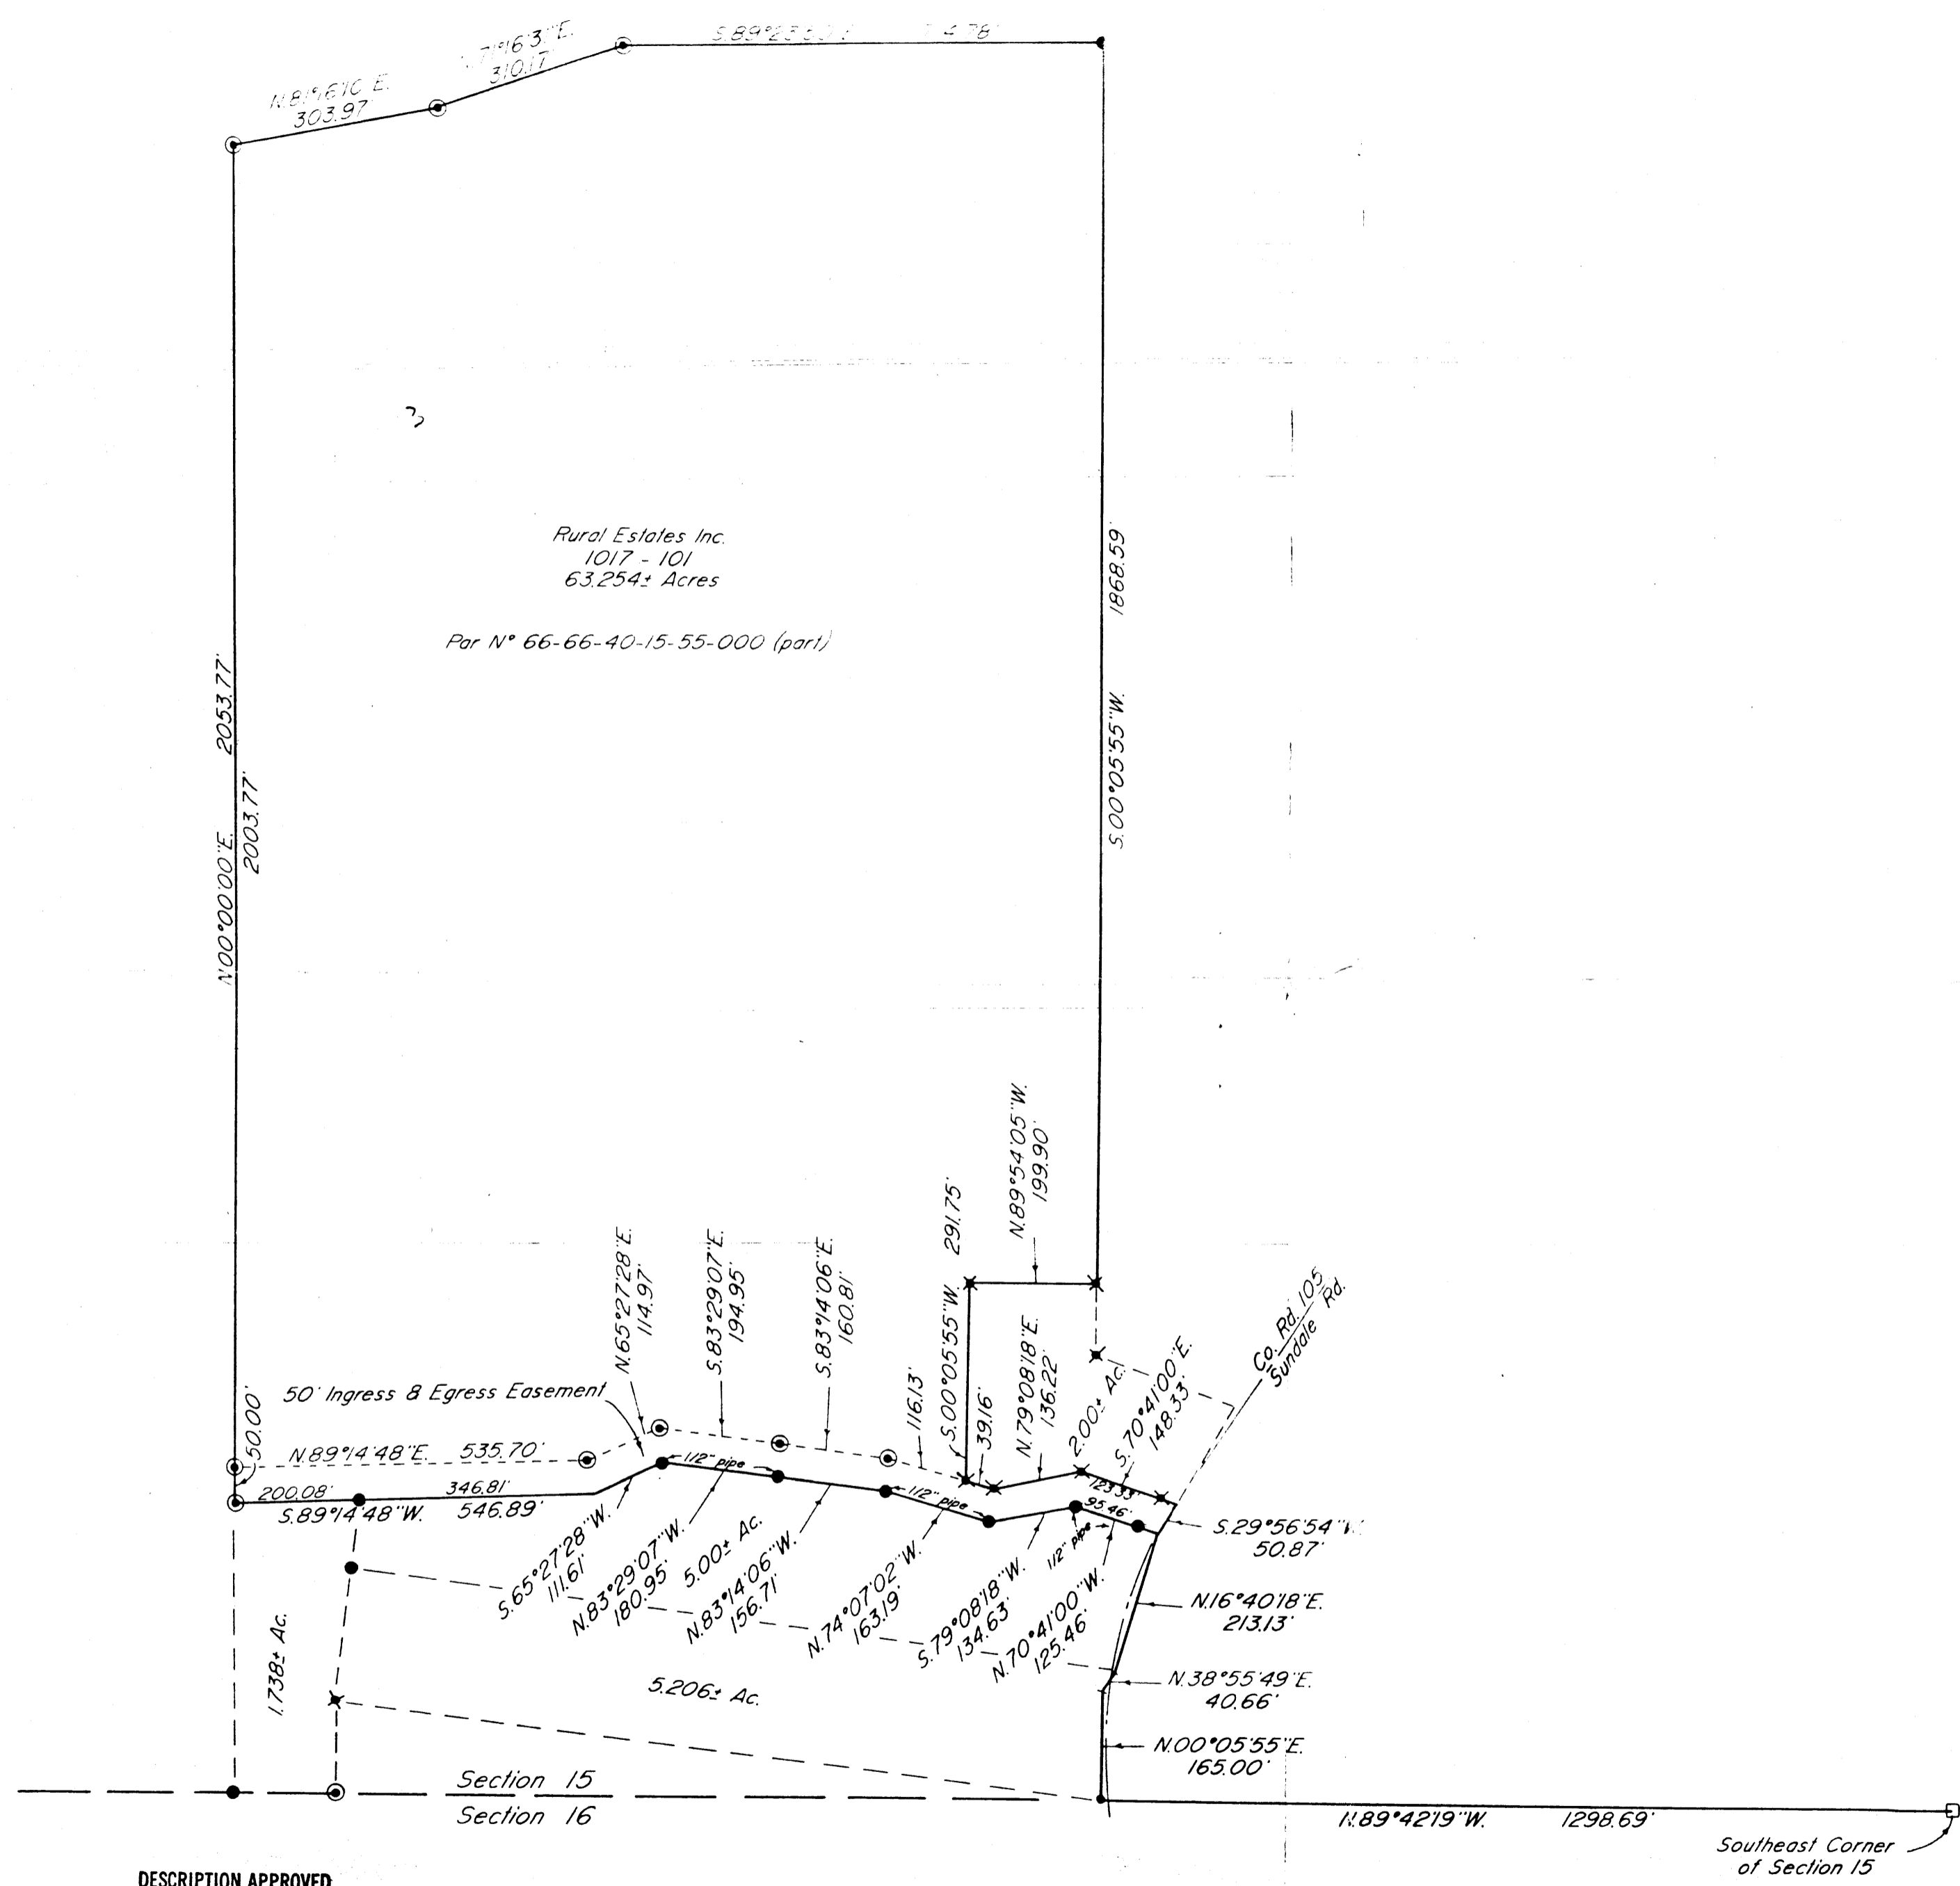 310.17'
303.97'
Rural Estates Inc.
1017 - 101
63.254± Acres
Par Nº 66-66-40-15-55-000 (part)
1868.59'
S.00°05'55"W.
2053.77'
N.00°00'00"E.
2003.77'
N.89°54'05"W.
199.90'
291.75'
S.00°05'55"W.
N.65°27'28"E.
114.97'
S.83°29'07"E.
194.95'
S.83°14'06"E.
160.81'
116.13'
39.16'
N.79°08'18"E.
136.22'
2.00± Ac.
S.70°41'00"E.
148.33'
123.33'
Co. Rd. 105
Sundale Rd.
50' Ingress & Egress Easement
50.00'
N.89°14'48"E. 535.70'
1/2" pipe
1/2" pipe
1/2" pipe
95.46'
200.08'
346.81'
S.89°14'48"W. 546.89'
S.65°27'28"W.
111.61'
N.83°29'07"W.
180.95'
5.00± Ac.
N.83°14'06"W.
156.71'
N.74°07'02"W.
163.19'
S.79°08'18"W.
134.63'
N.70°41'00"W.
125.46'
S.29°56'54"W.
50.87'
N.16°40'18"E.
213.13'
N.38°55'49"E.
40.66'
N.00°05'55"E.
165.00'
1.738± Ac.
5.206± Ac.
Section 15
Section 16
N.89°42'19"W. 1298.69'
Southeast Corner
of Section 15
DESCRIPTION APPROVED